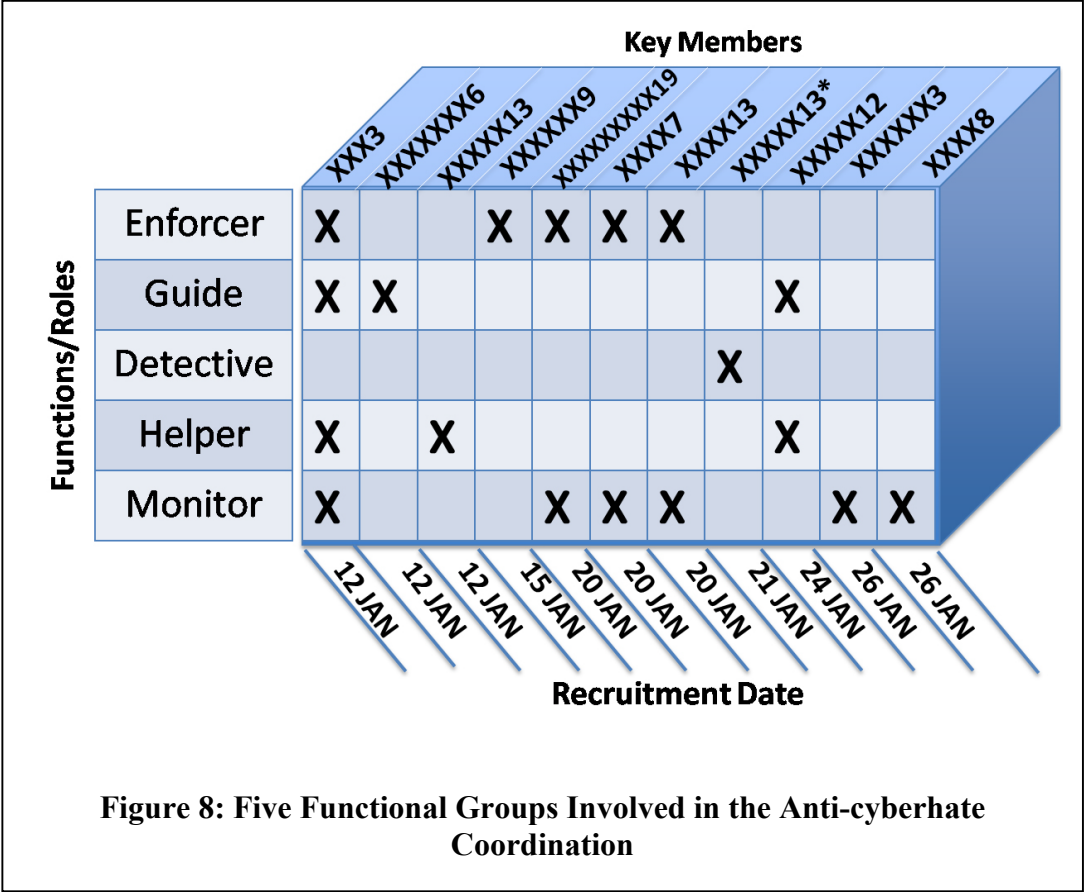 Key Members
XXX3
XXXXXXX6
XXXXX13
XXXXXX9
XXXXXXXX19
XXXX7
XXXX13
XXXXX13*
XXXXX12
XXXXXX3
XXXX8
Functions/Roles
Enforcer X X X X X
Guide X X X
Detective X
Helper X X X
Monitor X X X X X X
12 JAN
12 JAN
12 JAN
15 JAN
20 JAN
20 JAN
20 JAN
21 JAN
24 JAN
26 JAN
26 JAN
Recruitment Date
Figure 8: Five Functional Groups Involved in the Anti-cyberhate
Coordination